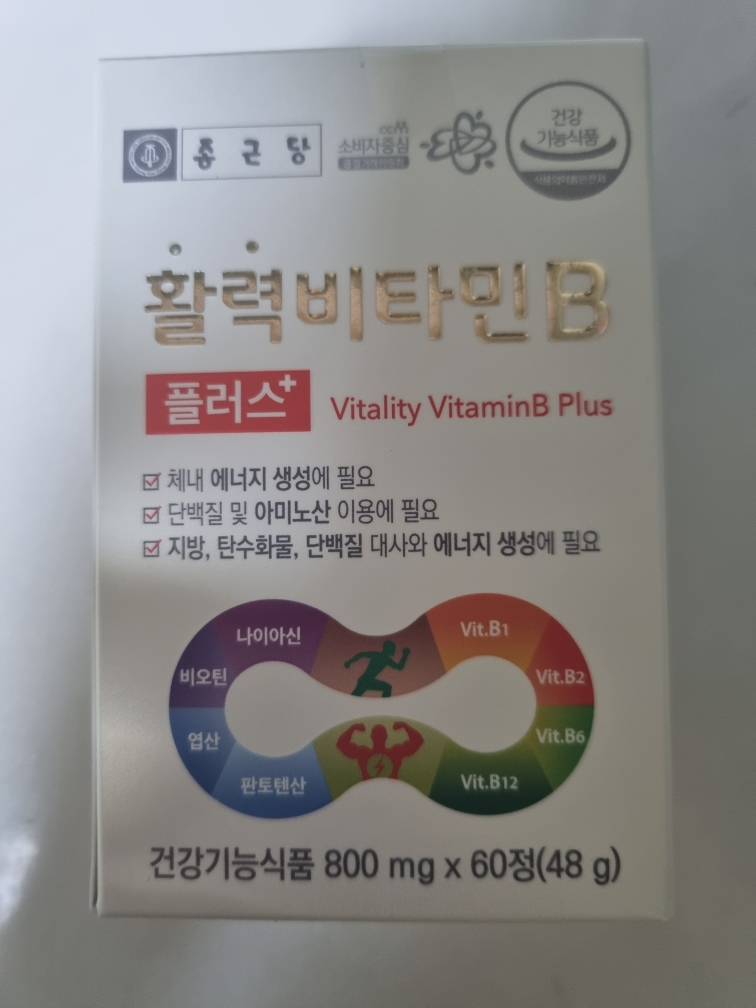 종근당
CCM
소비자중심
건강
기능식품
활력비타민B
플러스+
Vitality VitaminB Plus
체내 에너지 생성에 필요
단백질 및 아미노산 이용에 필요
지방, 탄수화물, 단백질 대사와 에너지 생성에 필요
나이아신
Vit.B1
비오틴
Vit.B2
엽산
Vit.B6
판토텐산
Vit.B12
건강기능식품 800 mg x 60정(48 g)